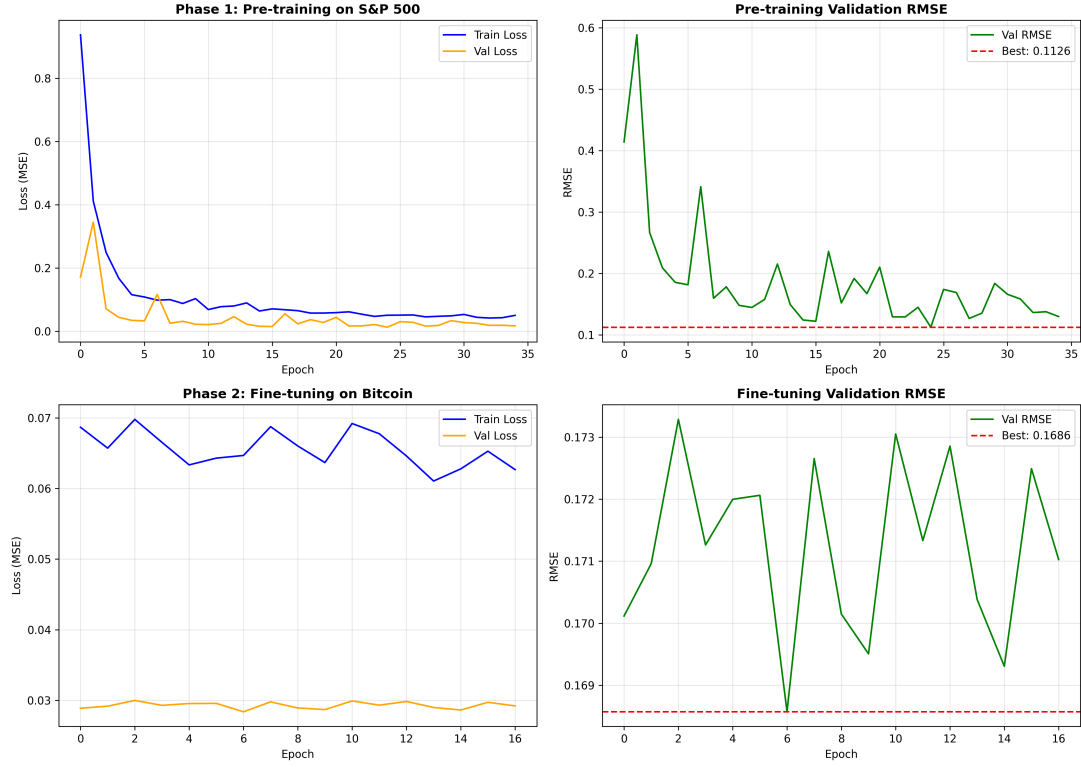 Phase 1: Pre-training on S&P 500
Train Loss
Val Loss
Loss (MSE)
0.8
0.6
0.4
0.2
0.0
0 5 10 15 20 25 30 35
Epoch
Pre-training Validation RMSE
Val RMSE
Best: 0.1126
RMSE
0.6
0.5
0.4
0.3
0.2
0.1
0 5 10 15 20 25 30 35
Epoch
Phase 2: Fine-tuning on Bitcoin
Train Loss
Val Loss
Loss (MSE)
0.07
0.06
0.05
0.04
0.03
0 2 4 6 8 10 12 14 16
Epoch
Fine-tuning Validation RMSE
Val RMSE
Best: 0.1686
RMSE
0.173
0.172
0.171
0.170
0.169
0 2 4 6 8 10 12 14 16
Epoch